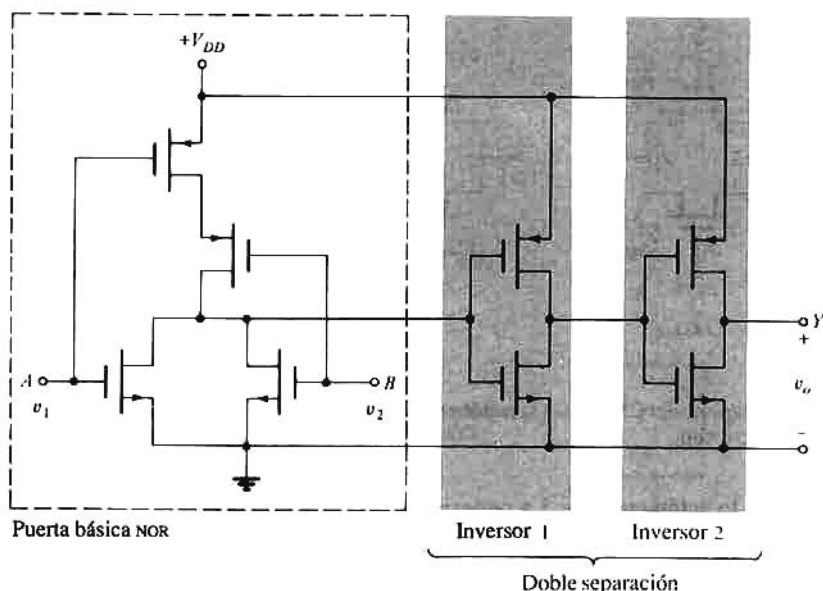 +V_DD
A
v_1
B
v_2
Y
+
v_o
-
Puerta básica NOR
Inversor 1
Inversor 2
Doble separación